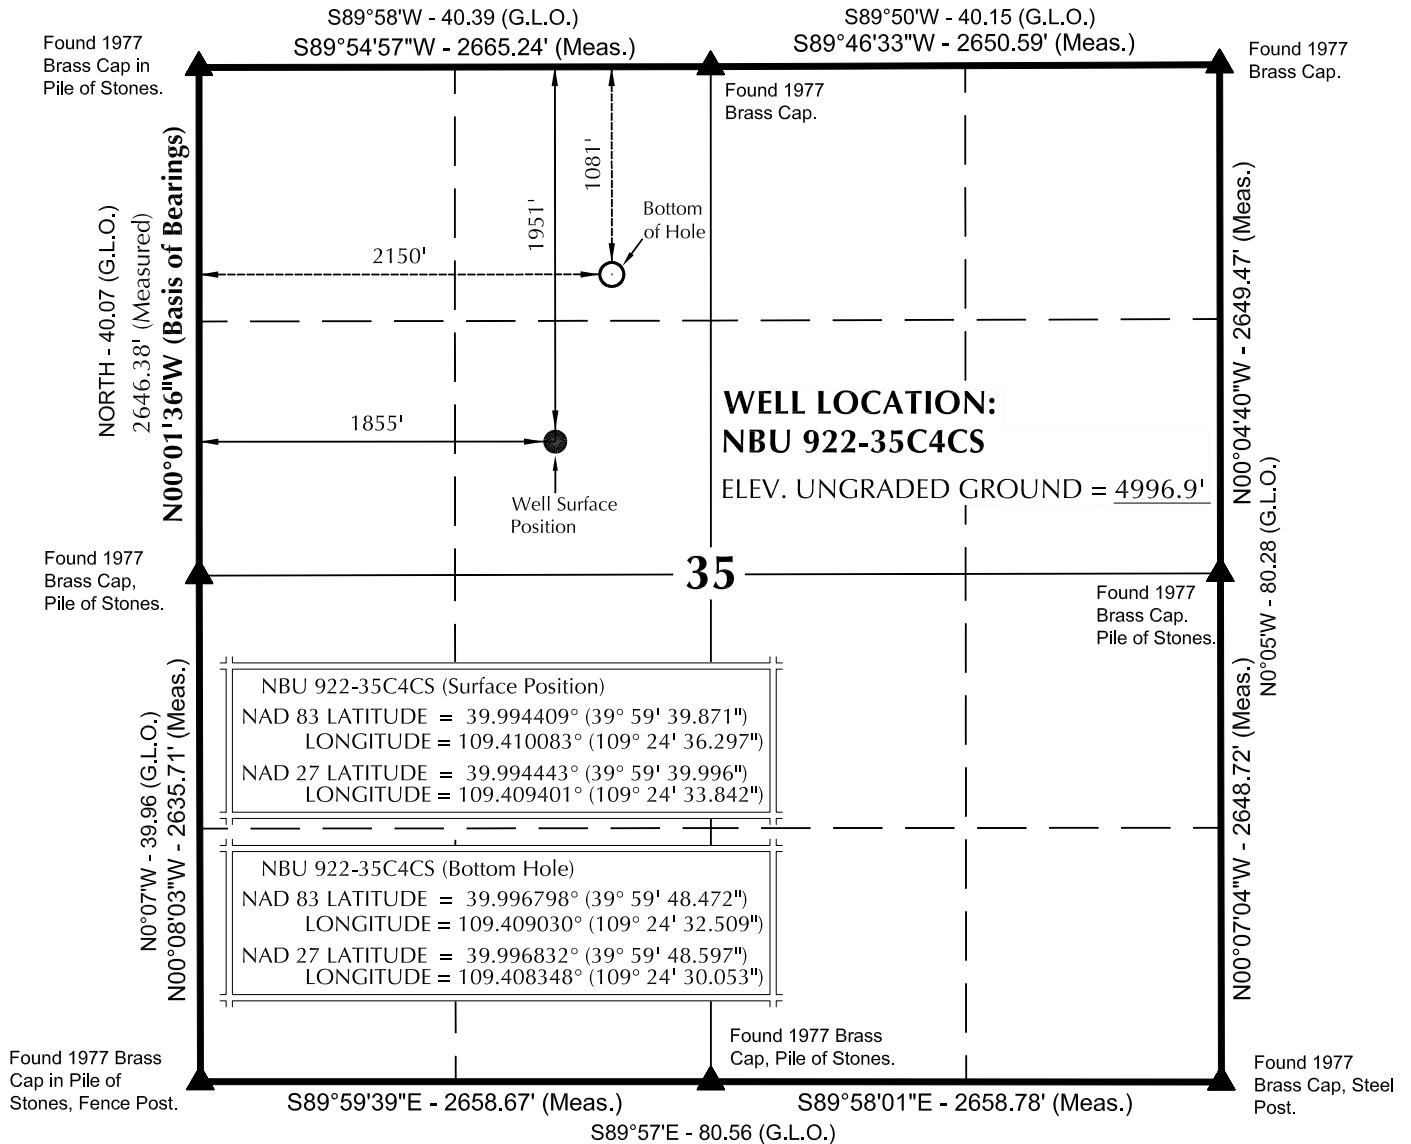 S89°58'W - 40.39 (G.L.O.)
S89°54'57"W - 2665.24' (Meas.)
S89°50'W - 40.15 (G.L.O.)
S89°46'33"W - 2650.59' (Meas.)
Found 1977
Brass Cap in
Pile of Stones.
Found 1977
Brass Cap.
Found 1977
Brass Cap.
NORTH - 40.07 (G.L.O.)
2646.38' (Measured)
N00°01'36"W (Basis of Bearings)
1081'
1951'
Bottom
of Hole
2150'
1855'
Well Surface
Position
WELL LOCATION:
NBU 922-35C4CS
ELEV. UNGRADED GROUND = 4996.9'
N00°04'40"W - 2649.47' (Meas.)
N0°05'W - 80.28 (G.L.O.)
Found 1977
Brass Cap,
Pile of Stones.
35
Found 1977
Brass Cap.
Pile of Stones.
N0°07'W - 39.96 (G.L.O.)
N00°08'03"W - 2635.71' (Meas.)
NBU 922-35C4CS (Surface Position)
NAD 83 LATITUDE = 39.994409° (39° 59' 39.871")
LONGITUDE = 109.410083° (109° 24' 36.297")
NAD 27 LATITUDE = 39.994443° (39° 59' 39.996")
LONGITUDE = 109.409401° (109° 24' 33.842")
NBU 922-35C4CS (Bottom Hole)
NAD 83 LATITUDE = 39.996798° (39° 59' 48.472")
LONGITUDE = 109.409030° (109° 24' 32.509")
NAD 27 LATITUDE = 39.996832° (39° 59' 48.597")
LONGITUDE = 109.408348° (109° 24' 30.053")
N00°07'04"W - 2648.72' (Meas.)
Found 1977 Brass
Cap in Pile of
Stones, Fence Post.
Found 1977 Brass
Cap, Pile of Stones.
Found 1977
Brass Cap, Steel
Post.
S89°59'39"E - 2658.67' (Meas.)
S89°58'01"E - 2658.78' (Meas.)
S89°57'E - 80.56 (G.L.O.)